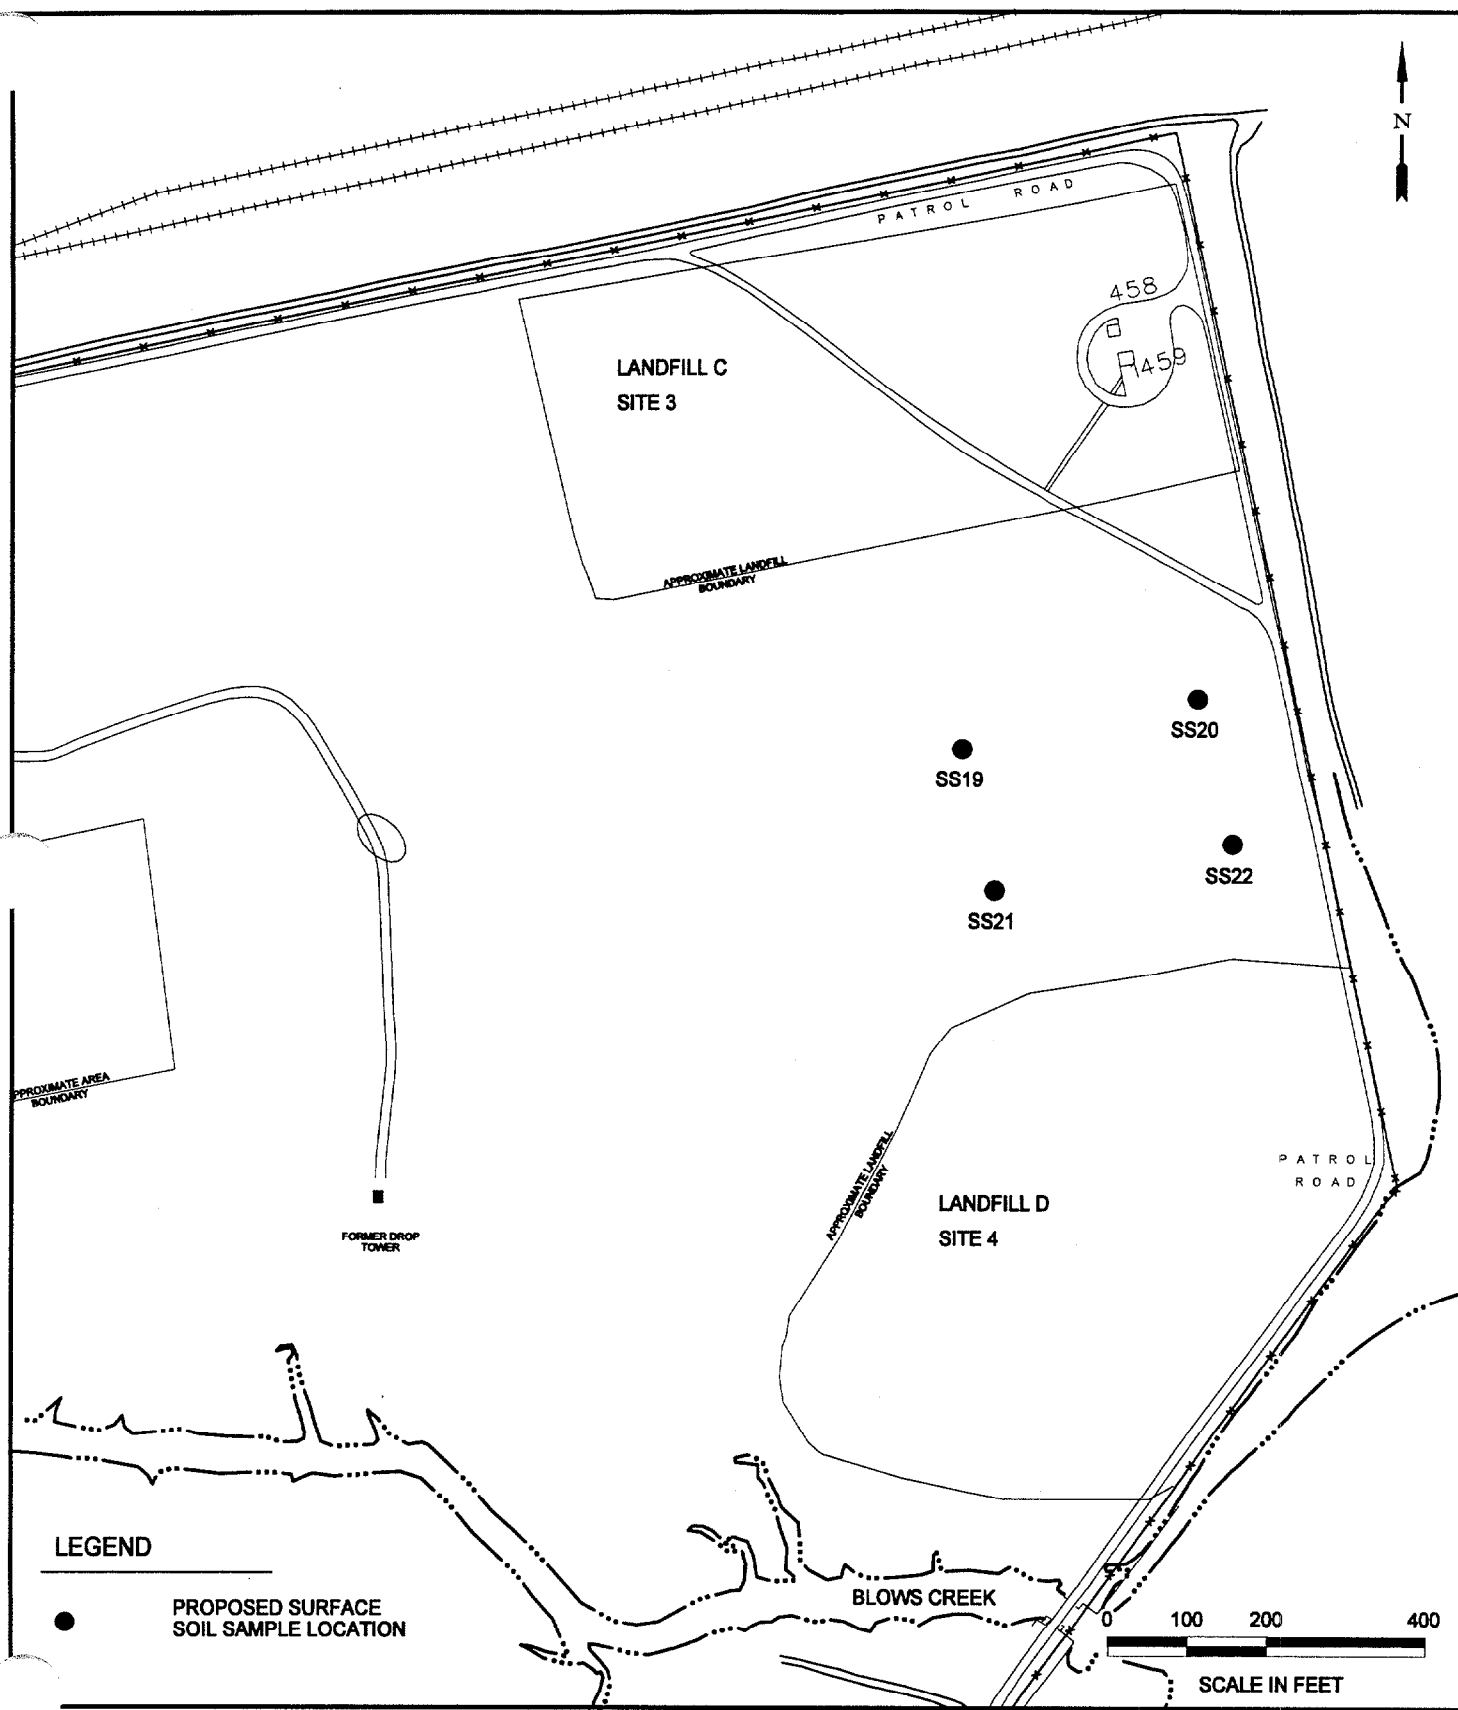 N
PATROL ROAD
458
459
LANDFILL C
SITE 3
APPROXIMATE LANDFILL
BOUNDARY
SS20
SS19
SS22
SS21
PPROXIMATE AREA
BOUNDARY
APPROXIMATE LANDFILL
BOUNDARY
PATROL
ROAD
LANDFILL D
SITE 4
FORMER DROP
TOWER
LEGEND
PROPOSED SURFACE
SOIL SAMPLE LOCATION
BLOWS CREEK
0 100 200 400
SCALE IN FEET